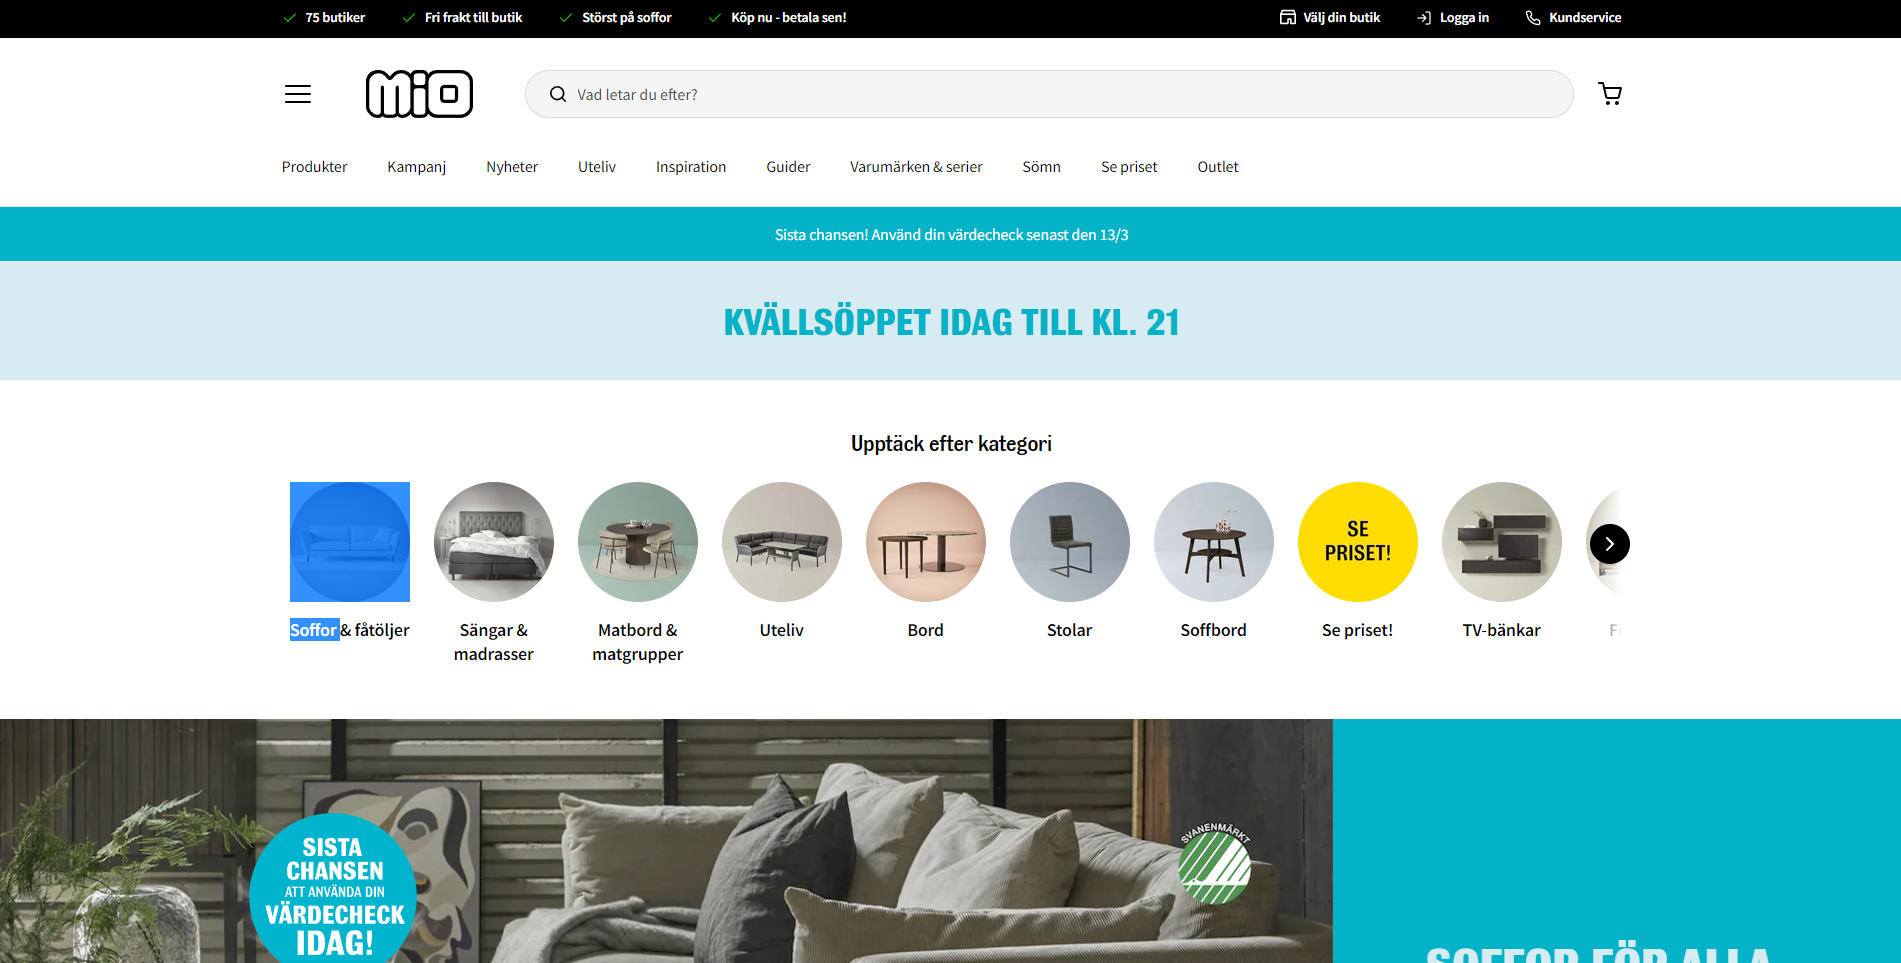 75 butiker
Fri frakt till butik
Störst på soffor
Köp nu - betala sen!
Välj din butik
Logga in
Kundservice
mio
Vad letar du efter?
Produkter
Kampanj
Nyheter
Uteliv
Inspiration
Guider
Varumärken & serier
Sömn
Se priset
Outlet
Sista chansen! Använd din värdecheck senast den 13/3
KVÄLLSÖPPET IDAG TILL KL. 21
Upptäck efter kategori
SE
PRISET!
Soffor & fåtöljer
Sängar &
madrasser
Matbord &
matgrupper
Uteliv
Bord
Stolar
Soffbord
Se priset!
TV-bänkar
SISTA
CHANSEN
ATT ANVÄNDA DIN
VÄRDECHECK
IDAG!
SVANENMÄRKT
SOFFOR FÖR ALLA